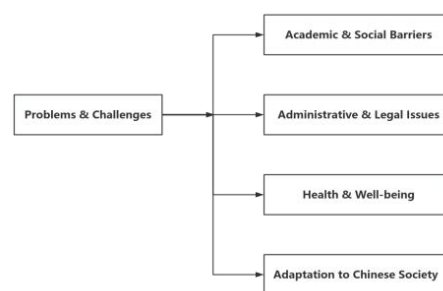 Academic & Social Barriers
Problems & Challenges
Administrative & Legal Issues
Health & Well-being
Adaptation to Chinese Society